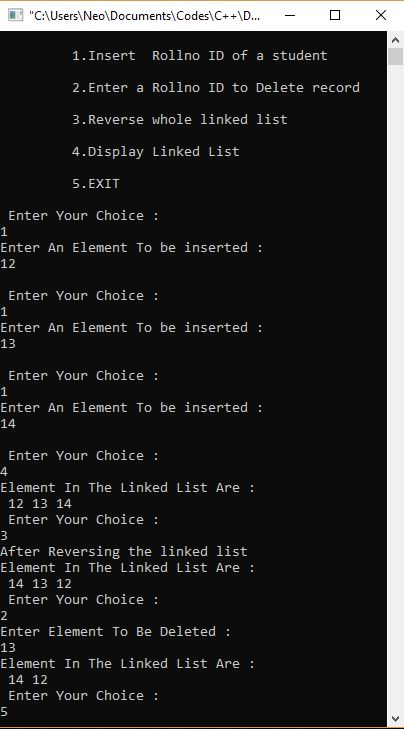 "C:\Users\Neo\Documents\Codes\C++\D...
1.Insert  Rollno ID of a student
2.Enter a Rollno ID to Delete record
3.Reverse whole linked list
4.Display Linked List
5.EXIT
Enter Your Choice :
1
Enter An Element To be inserted :
12
Enter Your Choice :
1
Enter An Element To be inserted :
13
Enter Your Choice :
1
Enter An Element To be inserted :
14
Enter Your Choice :
4
Element In The Linked List Are :
12 13 14
Enter Your Choice :
3
After Reversing the linked list
Element In The Linked List Are :
14 13 12
Enter Your Choice :
2
Enter Element To Be Deleted :
13
Element In The Linked List Are :
14 12
Enter Your Choice :
5